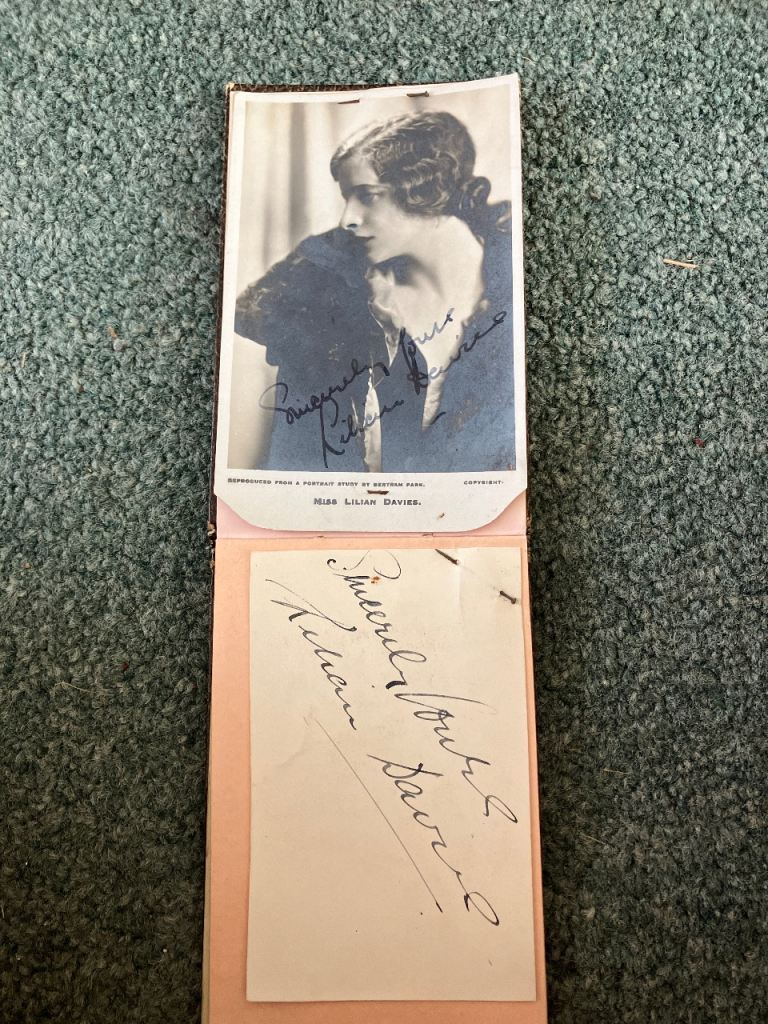 Sincerely Yours
Lilian Davies
REPRODUCED FROM A PORTRAIT STUDY BY BERTRAM PARK. COPYRIGHT.
MISS LILIAN DAVIES.
Sincerely Yours
Lilian Davies